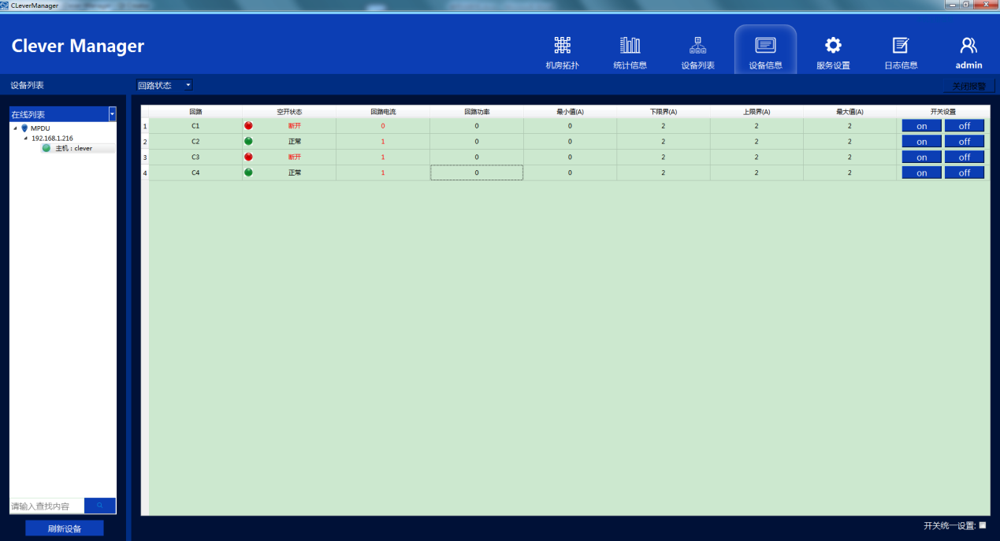 CLeverManager
Clever Manager
机房拓扑 统计信息 设备列表 设备信息 服务设置 日志信息 admin
设备列表 回路状态 关闭报警
在线列表
MPDU
192.168.1.216
主机：clever
回路 空开状态 回路电流 回路功率 最小值(A) 下限界(A) 上限界(A) 最大值(A) 开关设置
1 C1 断开 0 0 0 2 2 2 on off
2 C2 正常 1 0 0 2 2 2 on off
3 C3 断开 1 0 0 2 2 2 on off
4 C4 正常 1 0 0 2 2 2 on off
请输入查找内容
刷新设备
开关统一设置: